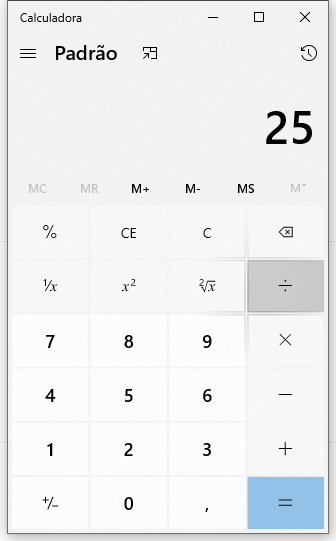 Calculadora
Padrão
25
MC MR M+ M- MS M˅
% CE C
¹/x x² ²√x ÷
7 8 9 ×
4 5 6 −
1 2 3 +
+/− 0 , =